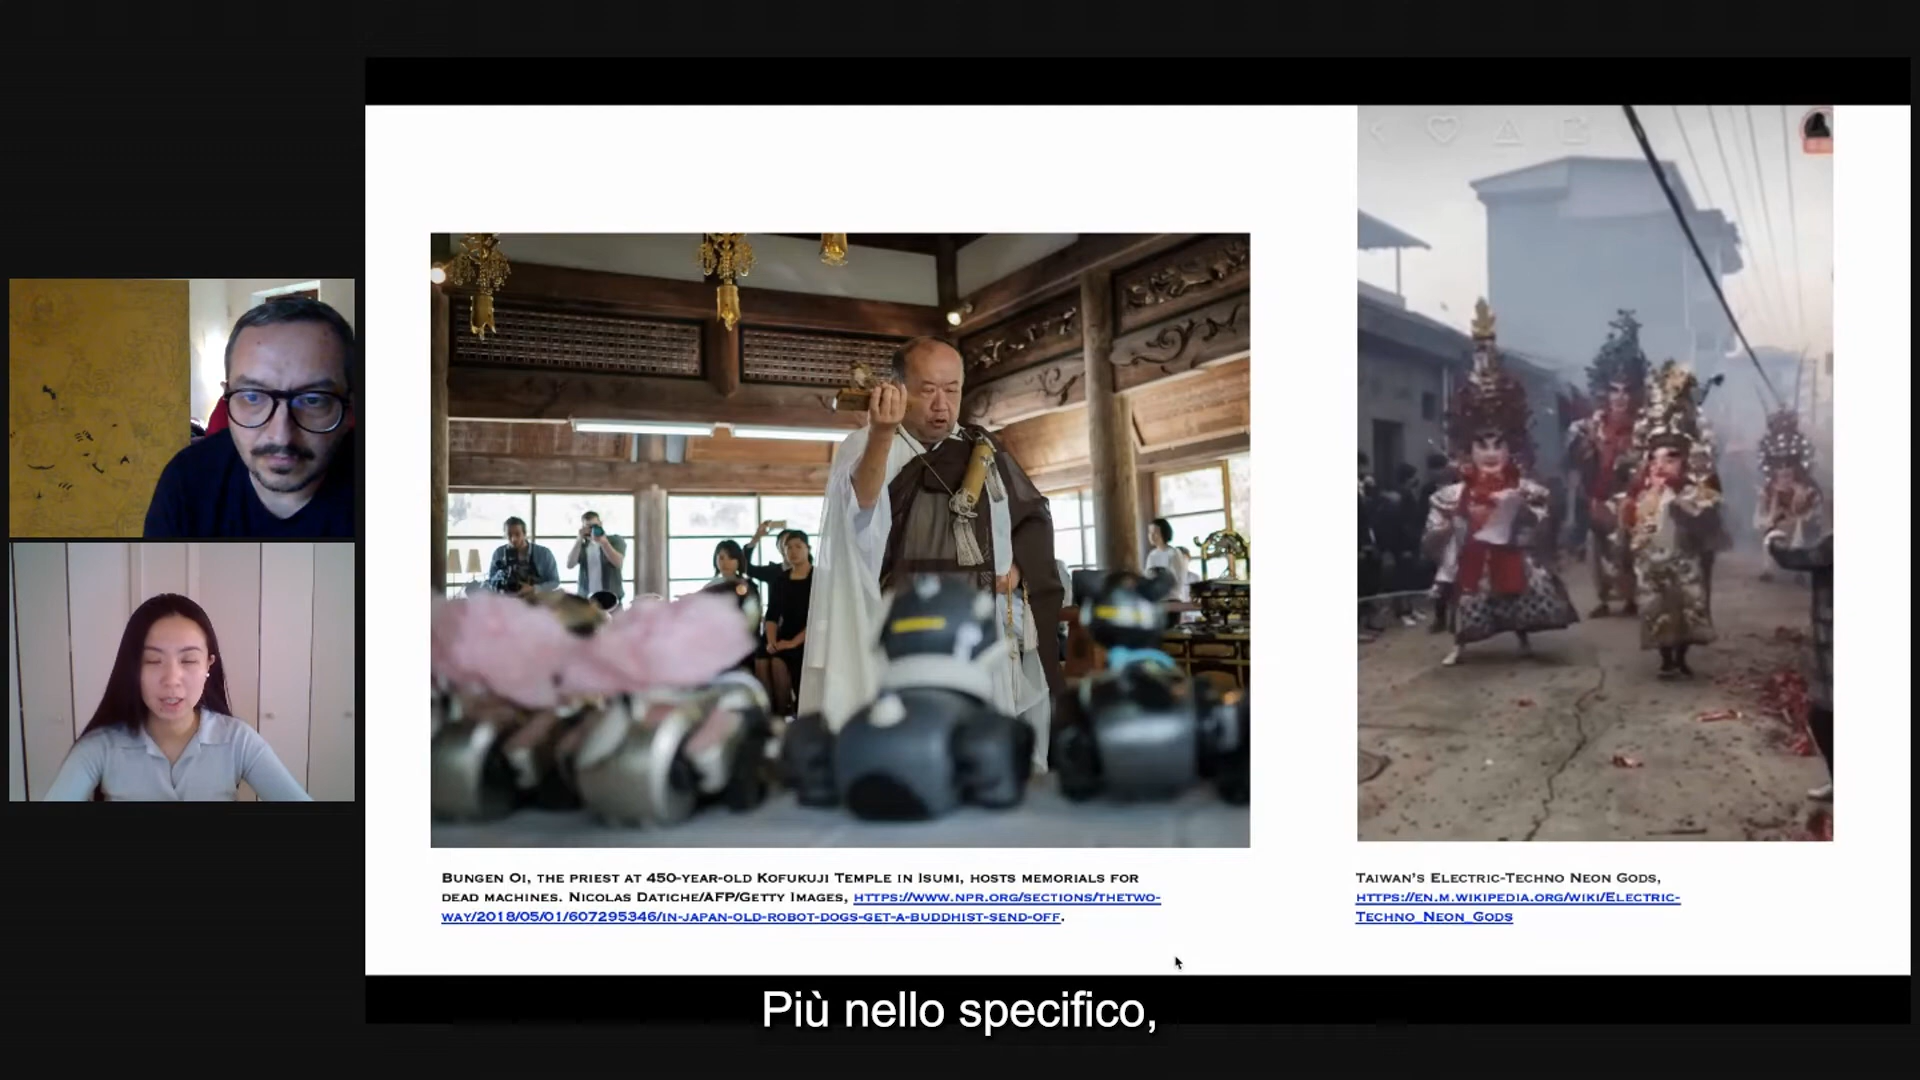 BUNGEN OI, THE PRIEST AT 450-YEAR-OLD KOFUKUJI TEMPLE IN ISUMI, HOSTS MEMORIALS FOR
DEAD MACHINES. NICOLAS DATICHE/AFP/GETTY IMAGES, HTTPS://WWW.NPR.ORG/SECTIONS/THETWO-
WAY/2018/05/01/607295346/IN-JAPAN-OLD-ROBOT-DOGS-GET-A-BUDDHIST-SEND-OFF.
TAIWAN'S ELECTRIC-TECHNO NEON GODS,
HTTPS://EN.M.WIKIPEDIA.ORG/WIKI/ELECTRIC-
TECHNO_NEON_GODS
Più nello specifico,